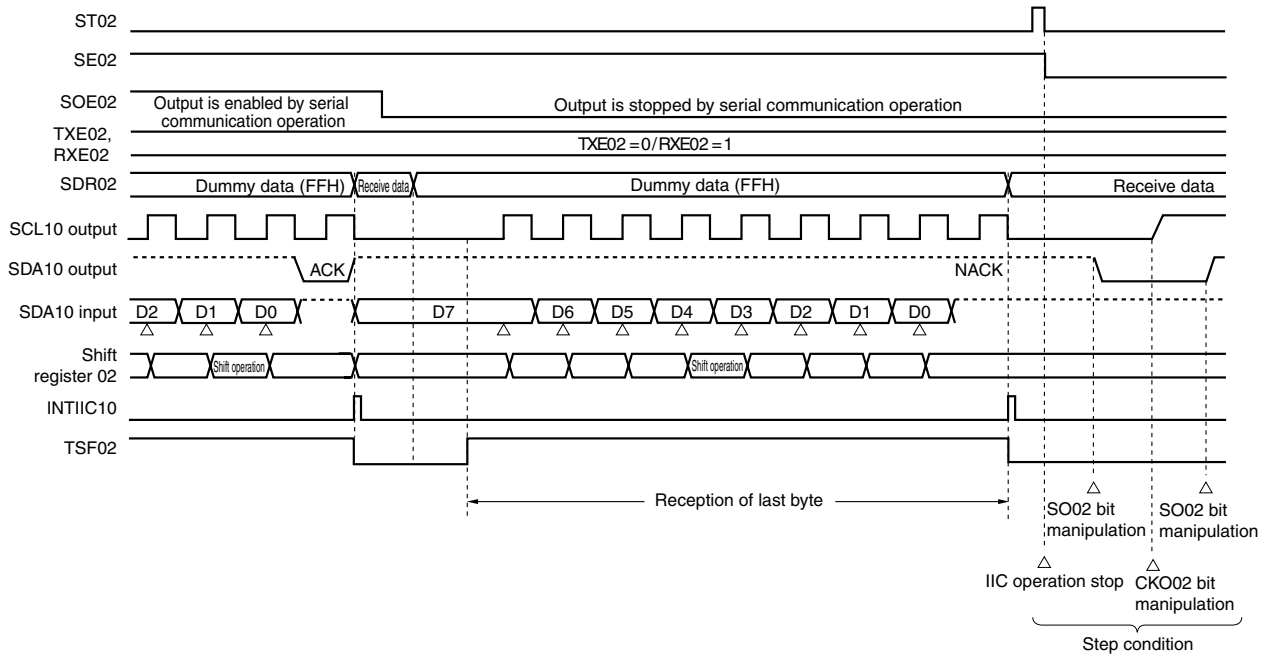 ST02
SE02
SOE02
Output is enabled by serial
communication operation
Output is stopped by serial communication operation
TXE02,
RXE02
TXE02 = 0 / RXE02 = 1
SDR02
Dummy data (FFH)
Receive data
Dummy data (FFH)
Receive data
SCL10 output
SDA10 output
ACK
NACK
SDA10 input
D2
D1
D0
D7
D6
D5
D4
D3
D2
D1
D0
Shift
register 02
Shift operation
Shift operation
INTIIC10
TSF02
Reception of last byte
SO02 bit
manipulation
SO02 bit
manipulation
IIC operation stop
CKO02 bit
manipulation
Step condition